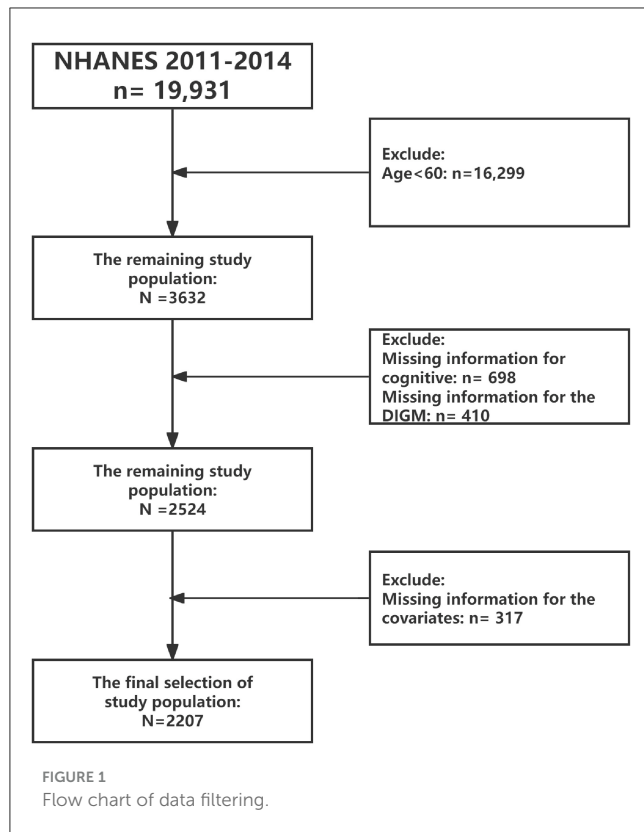 NHANES 2011-2014
n= 19,931
Exclude:
Age<60: n=16,299
The remaining study
population:
N =3632
Exclude:
Missing information for
cognitive: n= 698
Missing information for the
DIGM: n= 410
The remaining study
population:
N =2524
Exclude:
Missing information for the
covariates: n= 317
The final selection of
study population:
N=2207
FIGURE 1
Flow chart of data filtering.